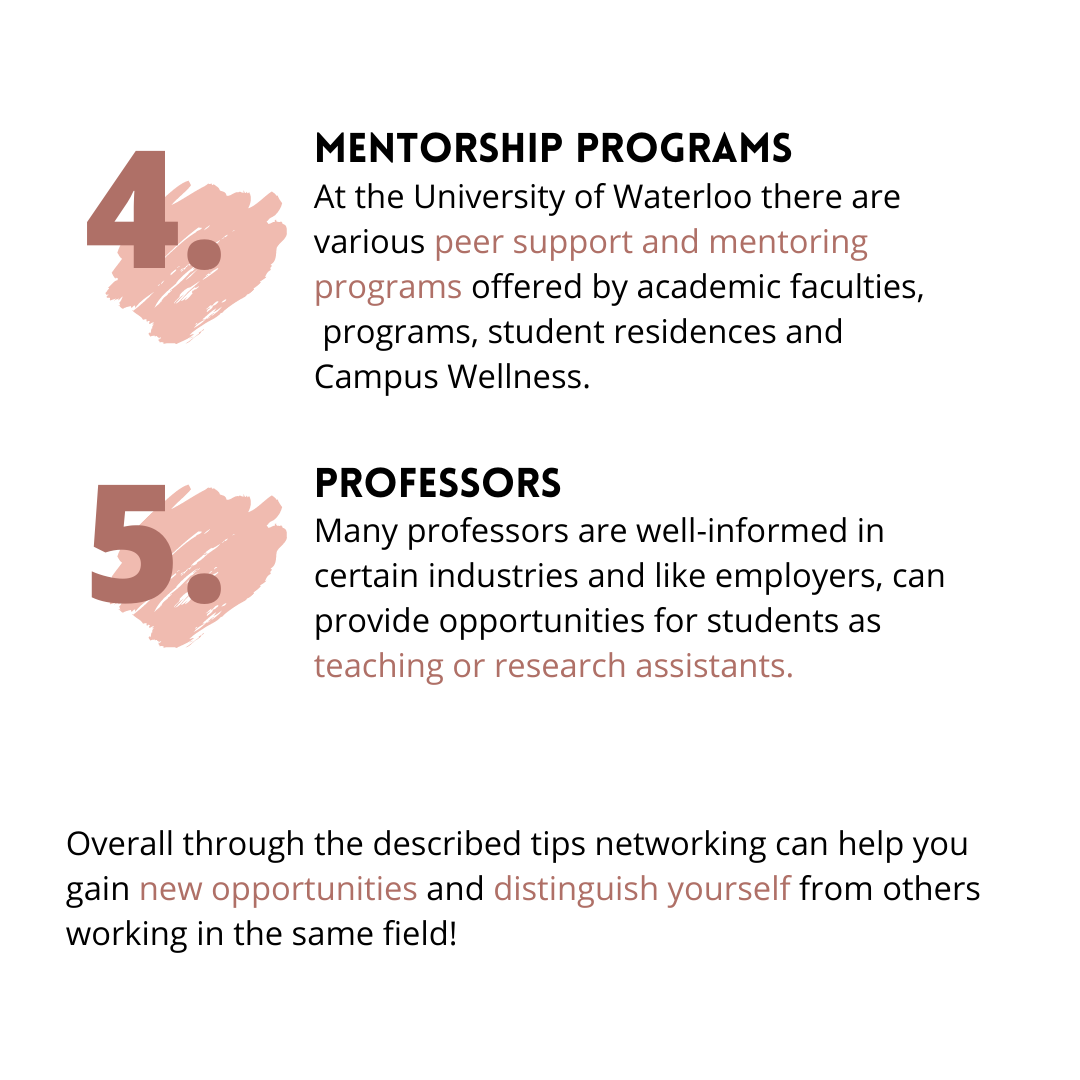 4.
MENTORSHIP PROGRAMS
At the University of Waterloo there are
various peer support and mentoring
programs offered by academic faculties,
programs, student residences and
Campus Wellness.
5.
PROFESSORS
Many professors are well-informed in
certain industries and like employers, can
provide opportunities for students as
teaching or research assistants.
Overall through the described tips networking can help you
gain new opportunities and distinguish yourself from others
working in the same field!